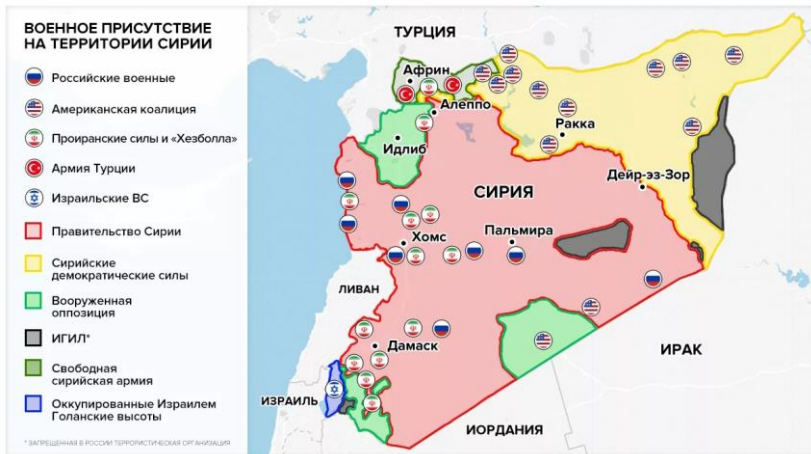 ВОЕННОЕ ПРИСУТСТВИЕ
НА ТЕРРИТОРИИ СИРИИ
Российские военные
Американская коалиция
Проиранские силы и «Хезболла»
Армия Турции
Израильские ВС
Правительство Сирии
Сирийские
демократические силы
Вооруженная
оппозиция
ИГИЛ*
Свободная
сирийская армия
Оккупированные Израилем
Голанские высоты
* ЗАПРЕЩЕННАЯ В РОССИИ ТЕРРОРИСТИЧЕСКАЯ ОРГАНИЗАЦИЯ
ТУРЦИЯ
Африн
Алеппо
Идлиб
Ракка
Дейр-эз-Зор
СИРИЯ
Хомс
Пальмира
ЛИВАН
Дамаск
ИРАК
ИЗРАИЛЬ
ИОРДАНИЯ